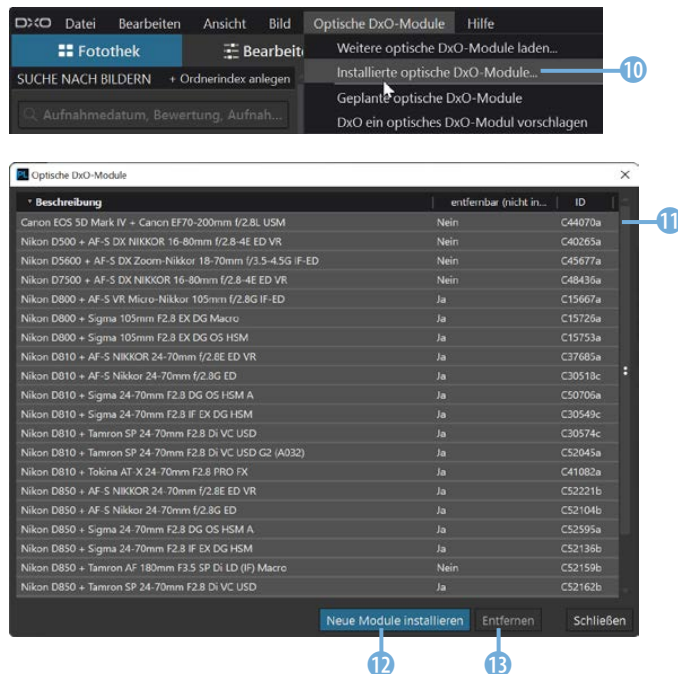 DXO Datei Bearbeiten Ansicht Bild Optische DxO-Module Hilfe
Fotothek Bearbeit
Weitere optische DxO-Module laden...
SUCHE NACH BILDERN + Ordnerindex anlegen
Installierte optische DxO-Module... 10
Geplante optische DxO-Module
Aufnahmedatum, Bewertung, Aufnah...
DxO ein optisches DxO-Modul vorschlagen
PL Optische DxO-Module
Beschreibung entfernbar (nicht in... ID
Canon EOS 5D Mark IV + Canon EF70-200mm f/2.8L USM Nein C44070a 11
Nikon D500 + AF-S DX NIKKOR 16-80mm f/2.8-4E ED VR Nein C40265a
Nikon D5600 + AF-S DX Zoom-Nikkor 18-70mm f/3.5-4.5G IF-ED Nein C45677a
Nikon D7500 + AF-S DX NIKKOR 16-80mm f/2.8-4E ED VR Nein C48436a
Nikon D800 + AF-S VR Micro-Nikkor 105mm f/2.8G IF-ED Ja C15667a
Nikon D800 + Sigma 105mm F2.8 EX DG Macro Ja C15726a
Nikon D800 + Sigma 105mm F2.8 EX DG OS HSM Ja C15753a
Nikon D810 + AF-S NIKKOR 24-70mm f/2.8E ED VR Ja C37685a
Nikon D810 + AF-S Nikkor 24-70mm f/2.8G ED Ja C30518c
Nikon D810 + Sigma 24-70mm F2.8 DG OS HSM A Ja C50706a
Nikon D810 + Sigma 24-70mm F2.8 IF EX DG HSM Ja C30549c
Nikon D810 + Tamron SP 24-70mm F2.8 Di VC USD Ja C30574c
Nikon D810 + Tamron SP 24-70mm F2.8 Di VC USD G2 (A032) Ja C52045a
Nikon D810 + Tokina AT-X 24-70mm F2.8 PRO FX Ja C41082a
Nikon D850 + AF-S NIKKOR 24-70mm f/2.8E ED VR Ja C52221b
Nikon D850 + AF-S Nikkor 24-70mm f/2.8G ED Ja C52104b
Nikon D850 + Sigma 24-70mm F2.8 DG OS HSM A Ja C52595a
Nikon D850 + Sigma 24-70mm F2.8 IF EX DG HSM Ja C52136b
Nikon D850 + Tamron AF 180mm F3.5 SP Di LD (IF) Macro Nein C52159b
Nikon D850 + Tamron SP 24-70mm F2.8 Di VC USD Ja C52162b
Neue Module installieren Entfernen Schließen
12 13